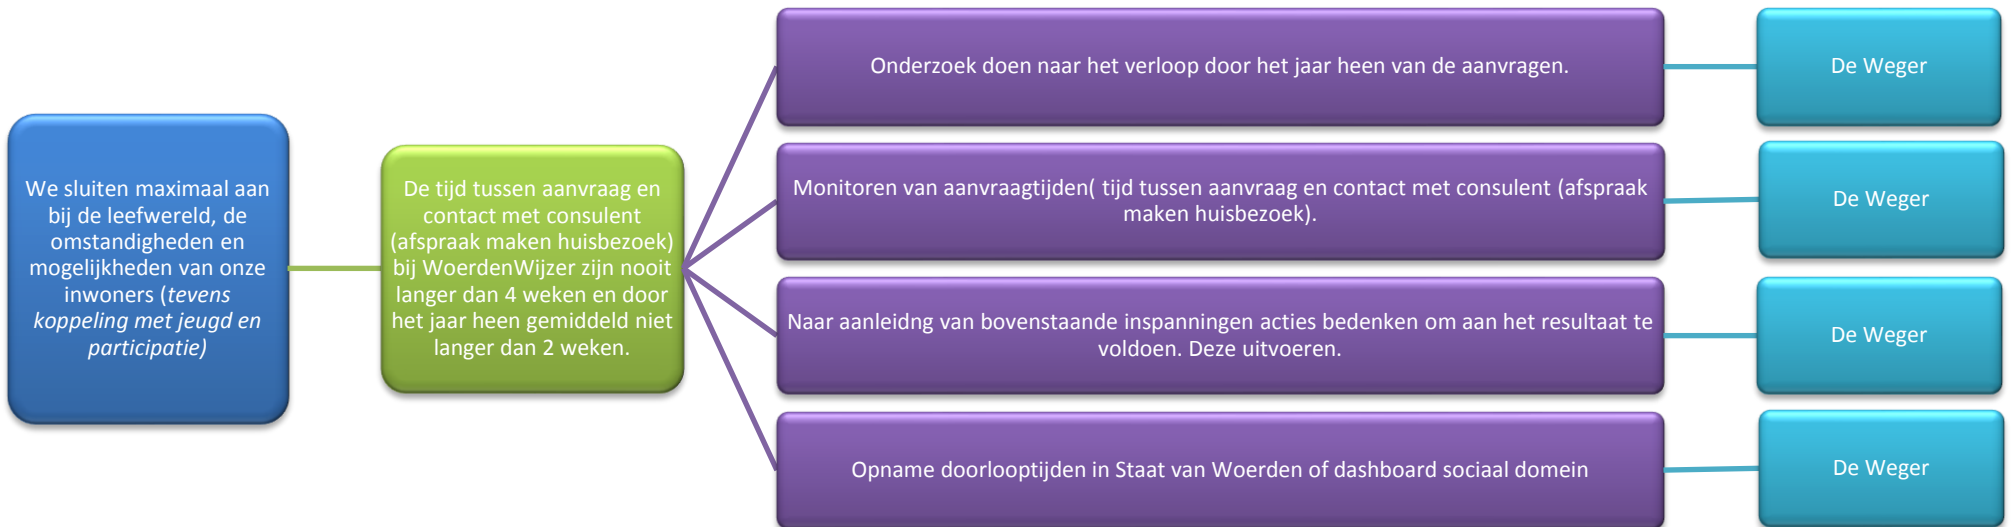 We sluiten maximaal aan
bij de leefwereld, de
omstandigheden en
mogelijkheden van onze
inwoners (tevens
koppeling met jeugd en
participatie)
De tijd tussen aanvraag en
contact met consulent
(afspraak maken huisbezoek)
bij WoerdenWijzer zijn nooit
langer dan 4 weken en door
het jaar heen gemiddeld niet
langer dan 2 weken.
Onderzoek doen naar het verloop door het jaar heen van de aanvragen.
De Weger
Monitoren van aanvraagtijden( tijd tussen aanvraag en contact met consulent (afspraak
maken huisbezoek).
De Weger
Naar aanleidng van bovenstaande inspanningen acties bedenken om aan het resultaat te
voldoen. Deze uitvoeren.
De Weger
Opname doorlooptijden in Staat van Woerden of dashboard sociaal domein
De Weger